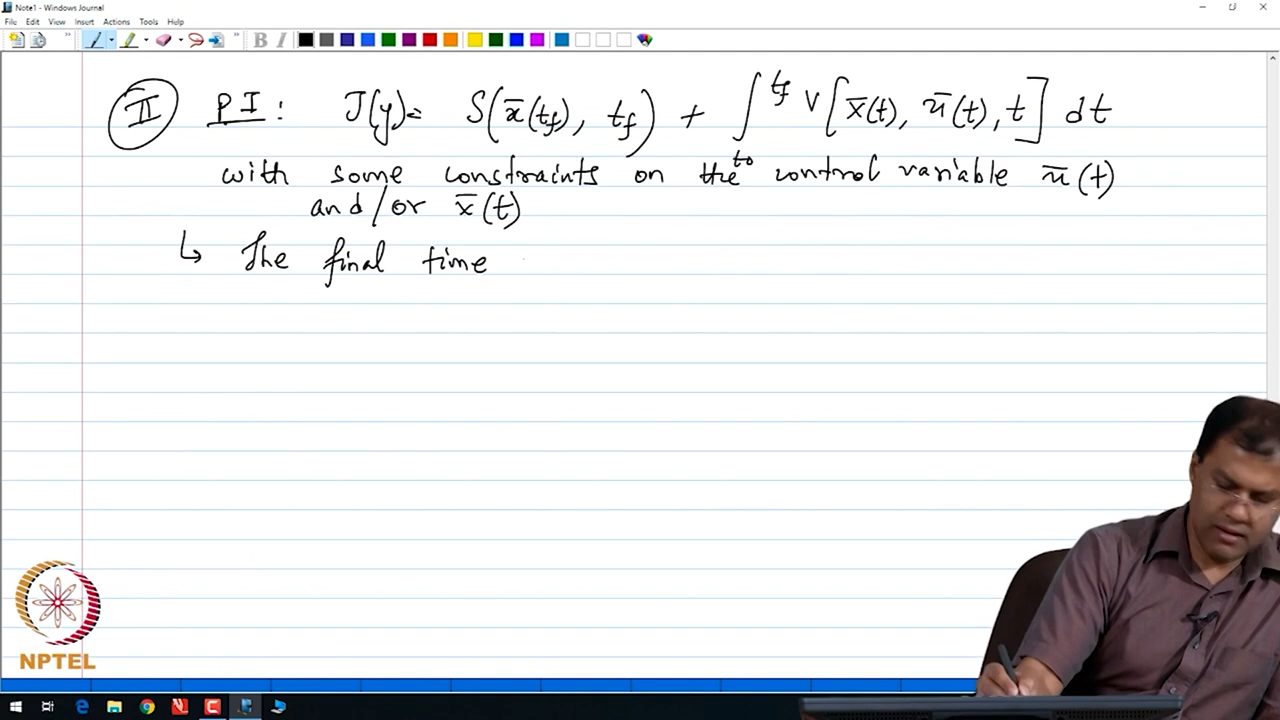 Note1 - Windows Journal
File Edit View Insert Actions Tools Help
B I
II PI : J(y) = S(x̄(tf), tf) + ∫_{t0}^{tf} V[x̄(t), ū(t), t] dt
with some constraints on the control variable ū(t)
and/or x̄(t)
↳ The final time
NPTEL